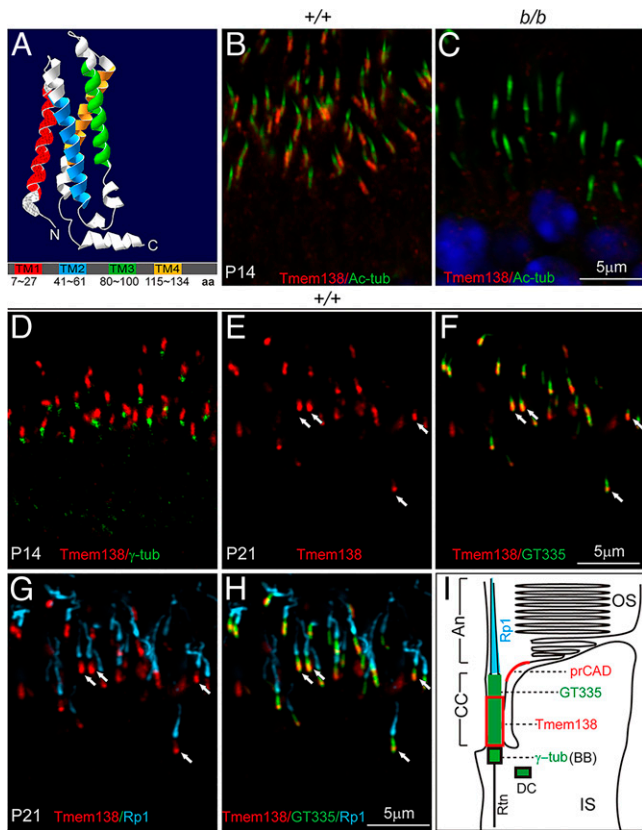 +/+
b/b
A
B
C
N
C
TM1 TM2 TM3 TM4
7~27 41~61 80~100 115~134 aa
P14
Tmem138/Ac-tub
Tmem138/Ac-tub
5μm
+/+
D
E
F
P14
Tmem138/γ-tub
P21
Tmem138
Tmem138/GT335
5μm
G
H
I
P21
Tmem138/Rp1
Tmem138/GT335/Rp1
5μm
An
Rp1
OS
prCAD
CC
GT335
Tmem138
γ-tub (BB)
DC
Rtn
IS